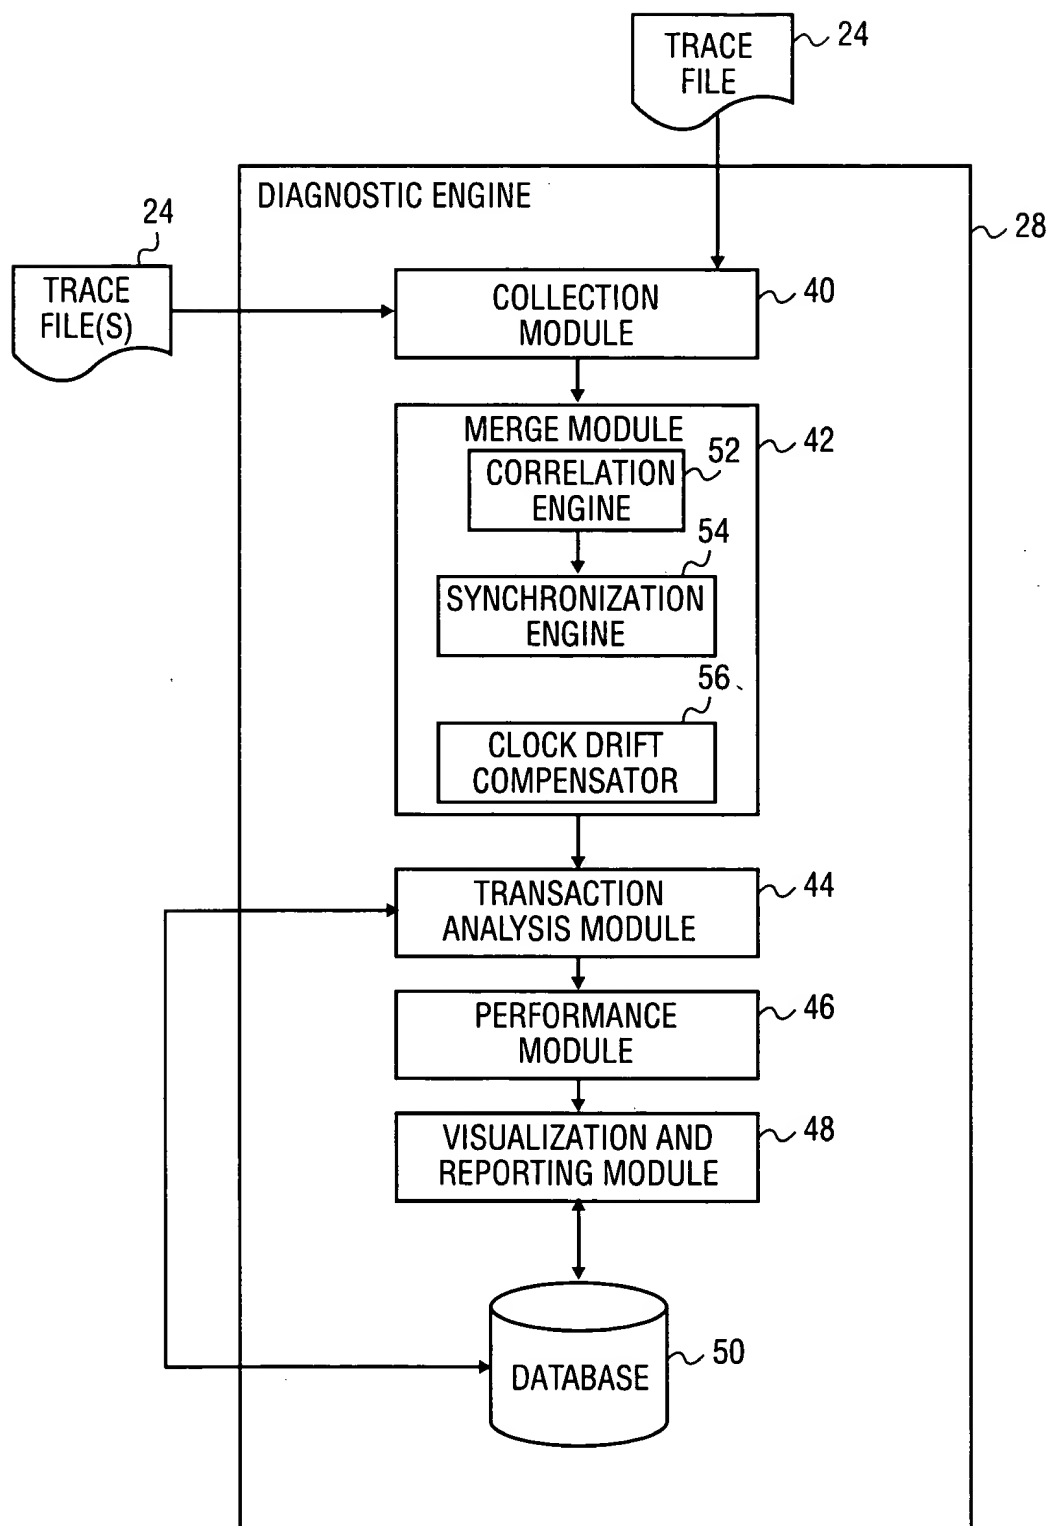 TRACE
FILE
24
DIAGNOSTIC ENGINE
28
24
TRACE
FILE(S)
COLLECTION
MODULE
40
MERGE MODULE
42
52
CORRELATION
ENGINE
54
SYNCHRONIZATION
ENGINE
56
CLOCK DRIFT
COMPENSATOR
TRANSACTION
ANALYSIS MODULE
44
PERFORMANCE
MODULE
46
VISUALIZATION AND
REPORTING MODULE
48
DATABASE
50